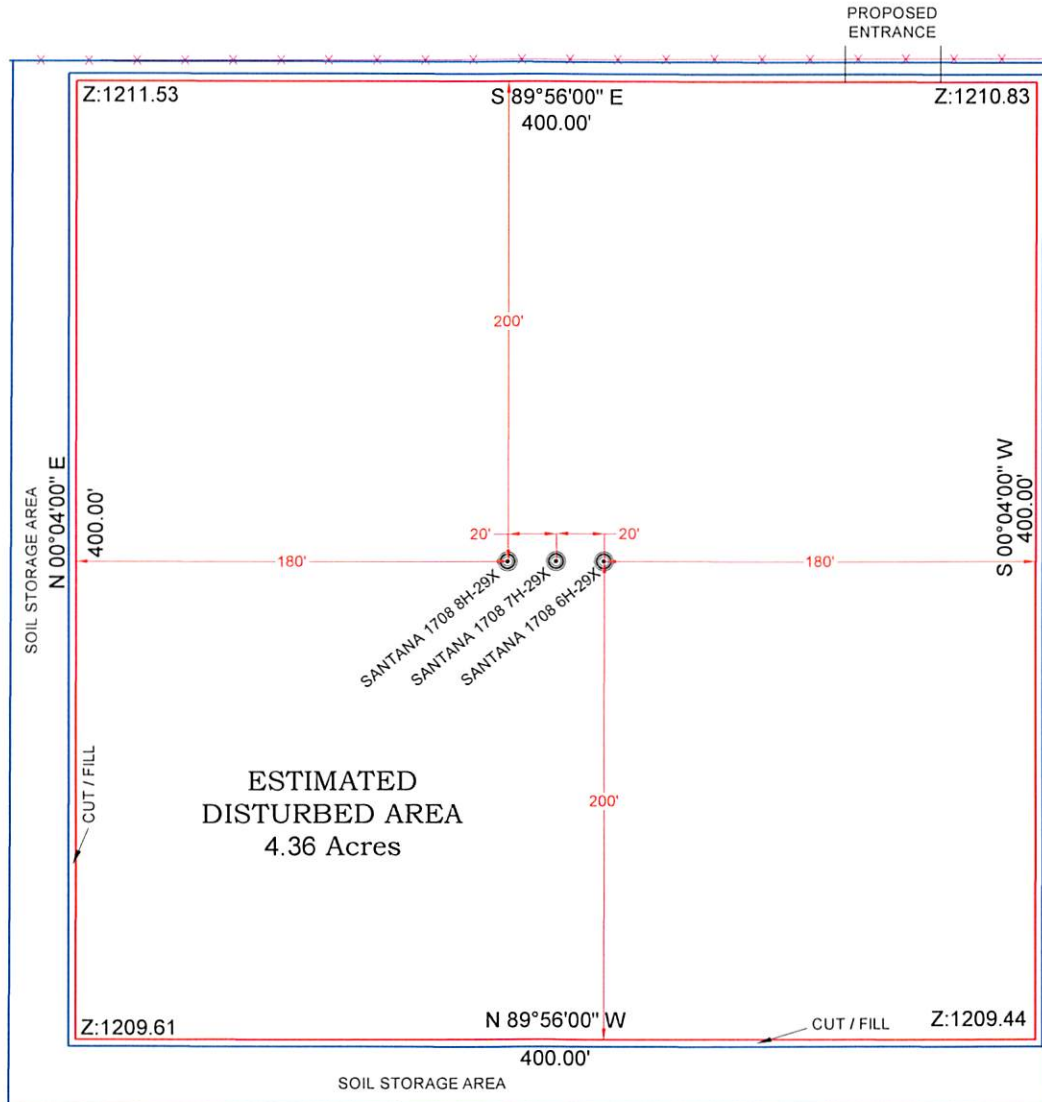 PROPOSED
ENTRANCE
Z:1211.53
S 89°56'00" E
400.00'
Z:1210.83
200'
N 00°04'00" E
400.00'
SOIL STORAGE AREA
S 00°04'00" W
400.00'
20'
20'
180'
180'
SANTANA 1708 8H-29X
SANTANA 1708 7H-29X
SANTANA 1708 6H-29X
CUT / FILL
ESTIMATED
DISTURBED AREA
4.36 Acres
200'
Z:1209.61
N 89°56'00" W
400.00'
CUT / FILL
Z:1209.44
SOIL STORAGE AREA